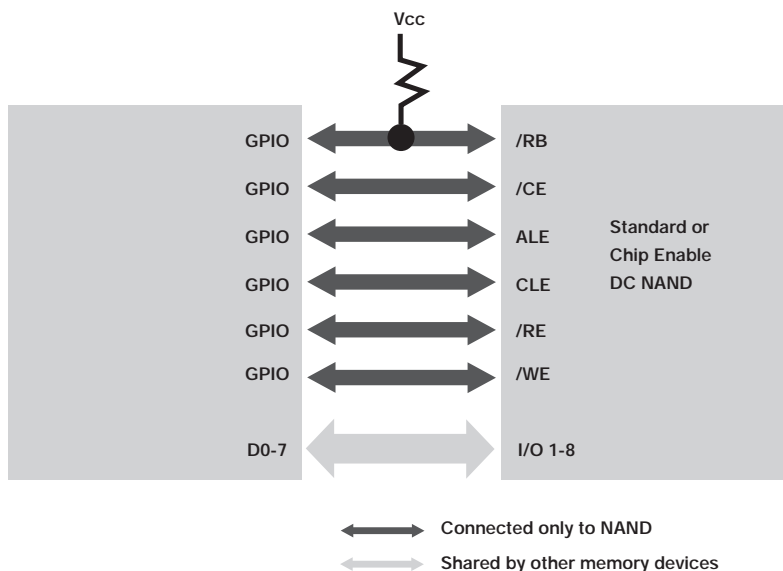 Vcc
GPIO /RB
GPIO /CE
GPIO ALE
GPIO CLE
GPIO /RE
GPIO /WE
D0-7 I/O 1-8
Standard or
Chip Enable
DC NAND
Connected only to NAND
Shared by other memory devices